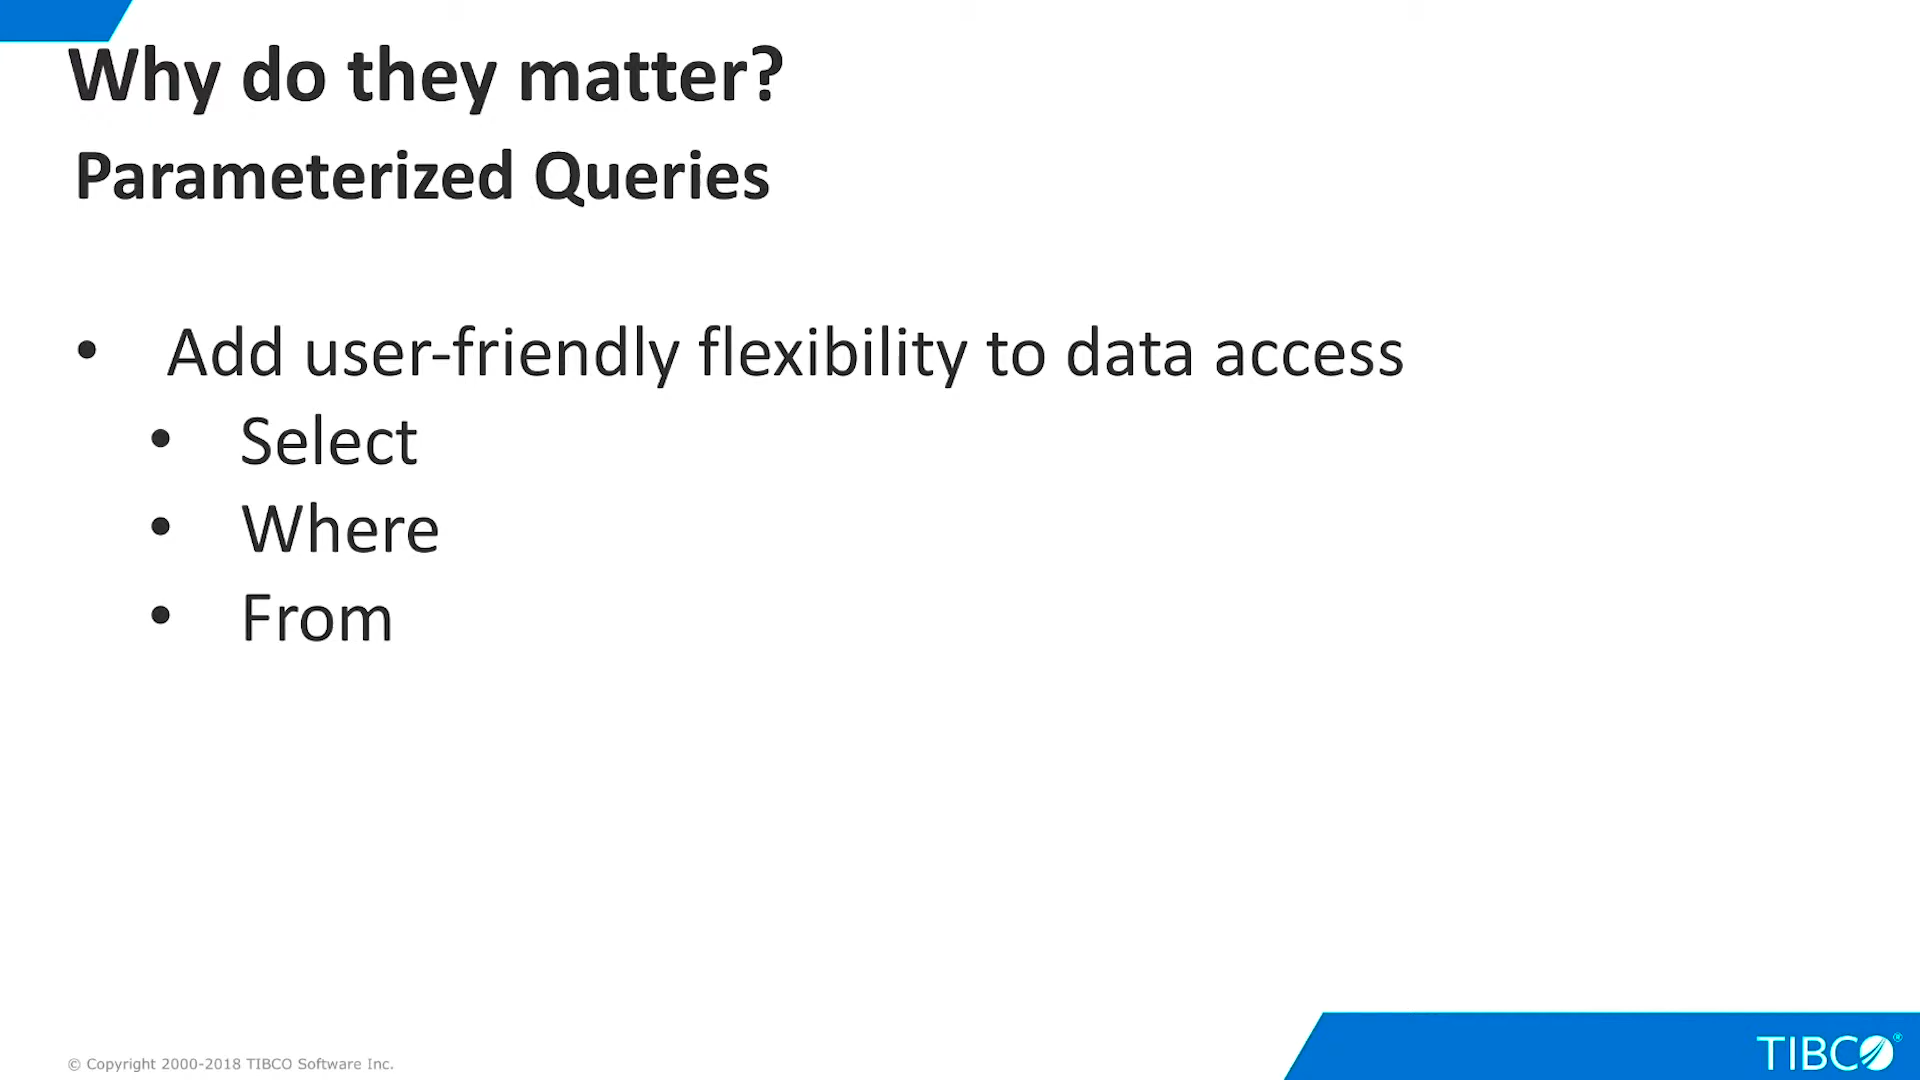 Why do they matter?
Parameterized Queries
• Add user-friendly flexibility to data access
• Select
• Where
• From
© Copyright 2000-2018 TIBCO Software Inc.
TIBCO®